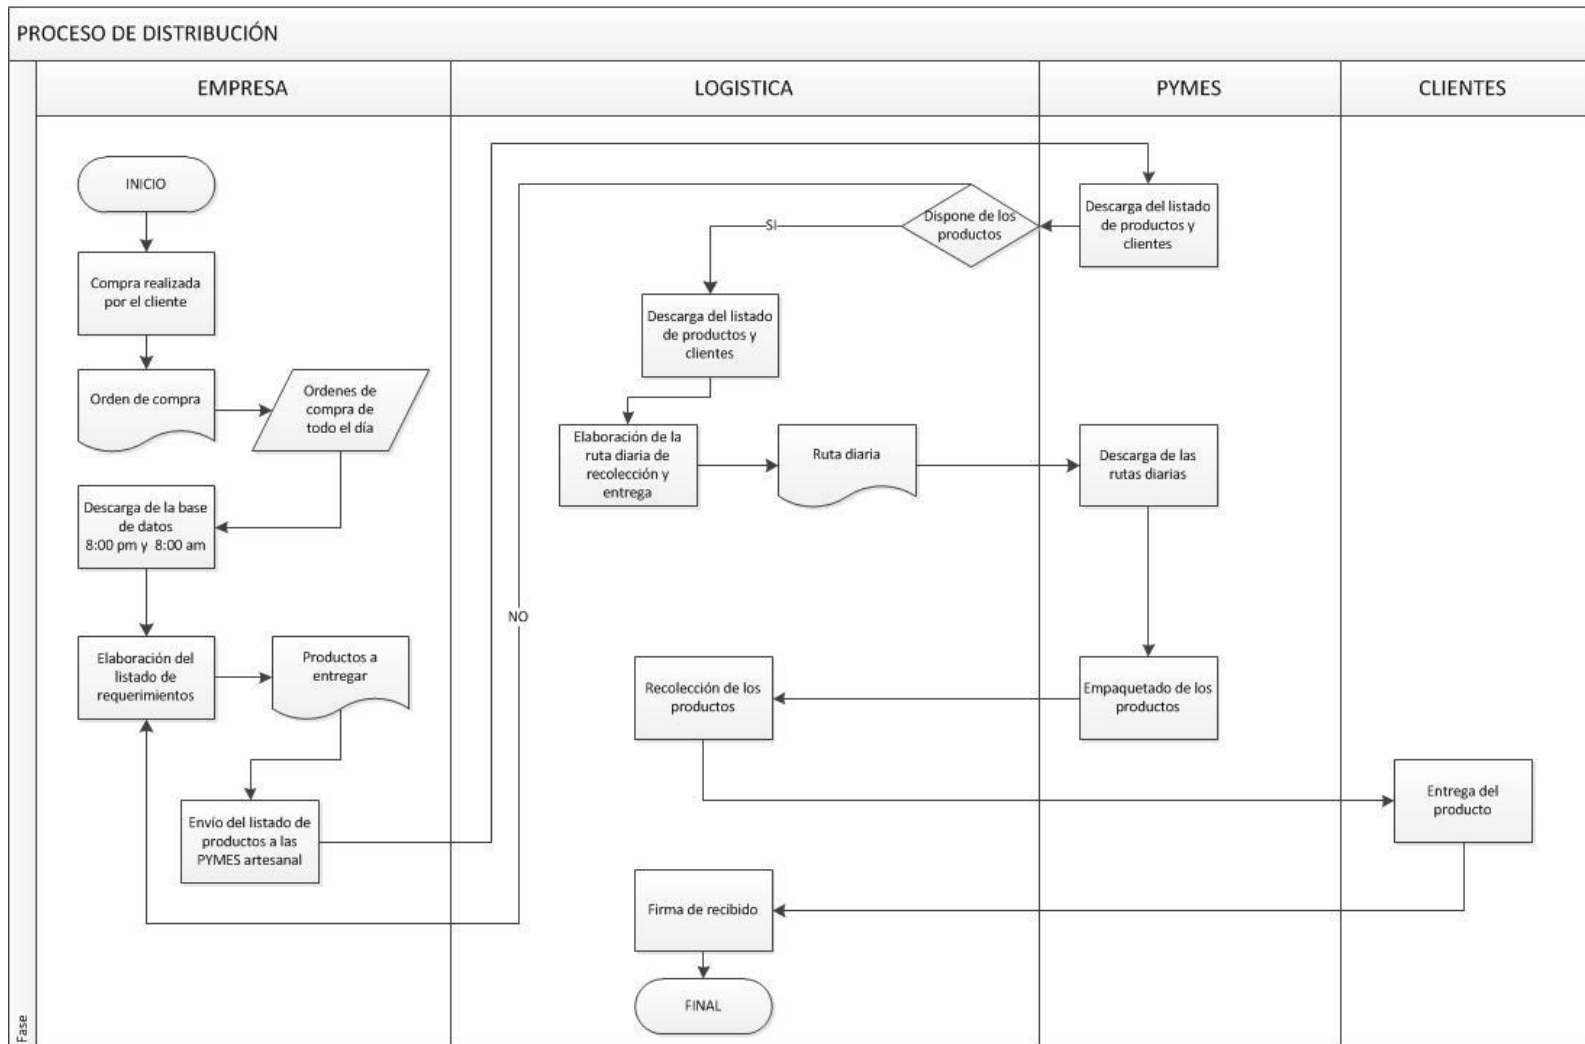 PROCESO DE DISTRIBUCIÓN
EMPRESA
LOGISTICA
PYMES
CLIENTES
INICIO
Compra realizada
por el cliente
Orden de compra
Ordenes de
compra de
todo el día
Descarga de la base
de datos
8:00 pm y 8:00 am
Elaboración del
listado de
requerimientos
Productos a
entregar
Envío del listado de
productos a las
PYMES artesanal
NO
SI
Dispone de los
productos
Descarga del listado
de productos y
clientes
Descarga del listado
de productos y
clientes
Elaboración de la
ruta diaria de
recolección y
entrega
Ruta diaria
Descarga de las
rutas diarias
Empaquetado de los
productos
Recolección de los
productos
Entrega del
producto
Firma de recibido
FINAL
Fase